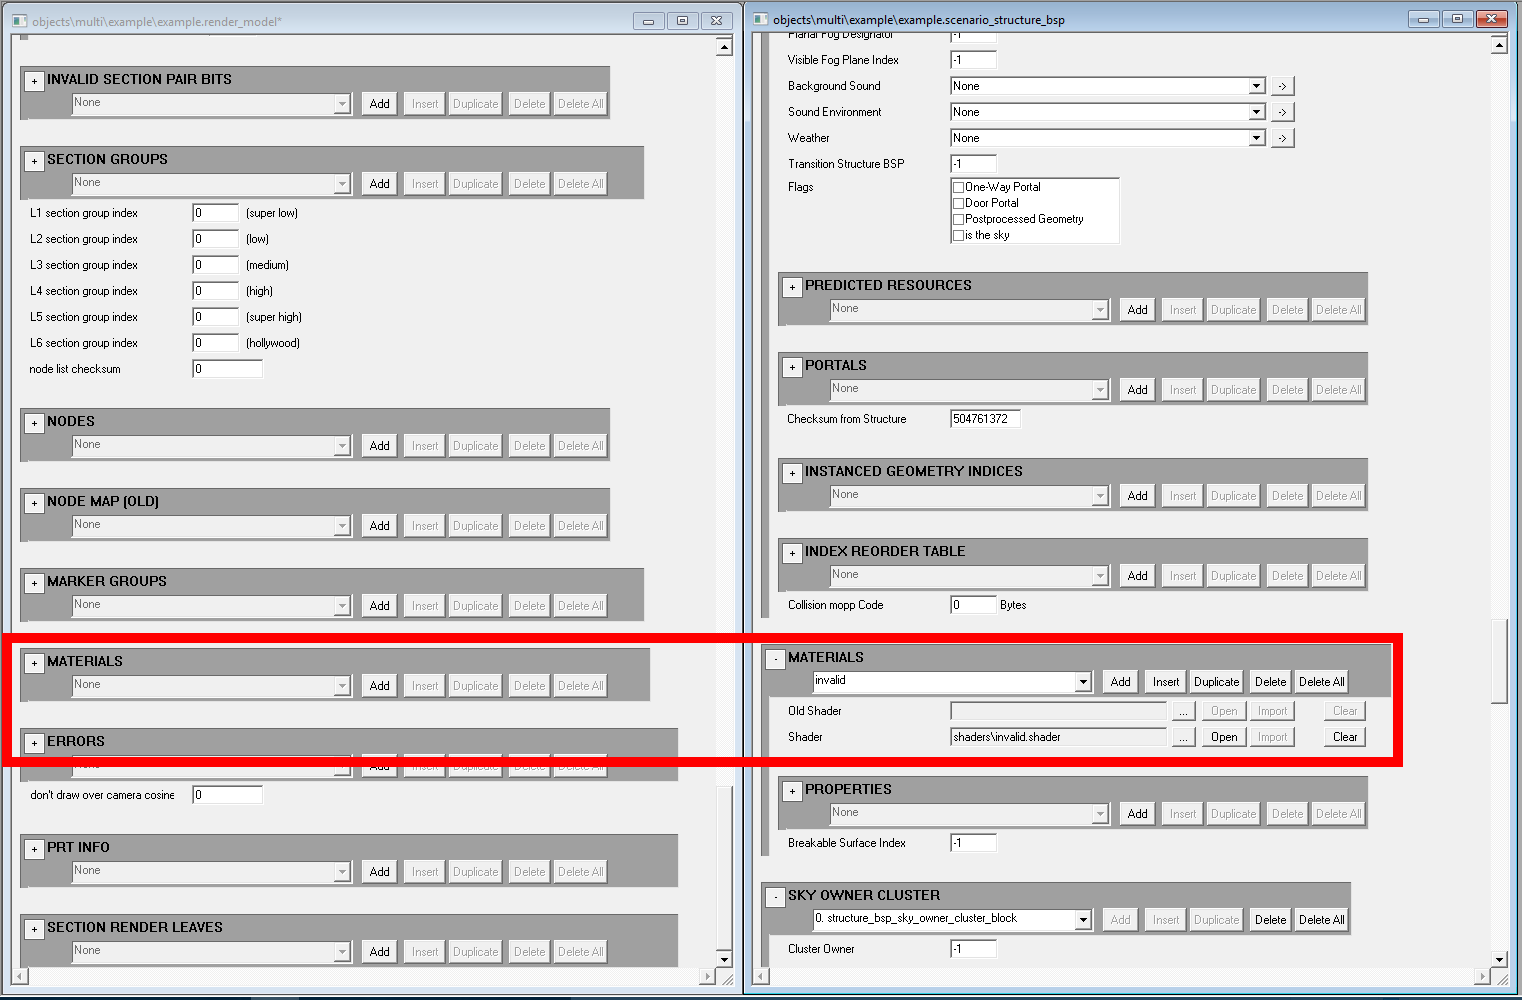 objects\multi\example\example.render_model*
INVALID SECTION PAIR BITS
None Add Insert Duplicate Delete Delete All
SECTION GROUPS
None Add Insert Duplicate Delete Delete All
L1 section group index 0 (super low)
L2 section group index 0 (low)
L3 section group index 0 (medium)
L4 section group index 0 (high)
L5 section group index 0 (super high)
L6 section group index 0 (hollywood)
node list checksum 0
NODES
None Add Insert Duplicate Delete Delete All
NODE MAP (OLD)
None Add Insert Duplicate Delete Delete All
MARKER GROUPS
None Add Insert Duplicate Delete Delete All
MATERIALS
None Add Insert Duplicate Delete Delete All
ERRORS
None Add Insert Duplicate Delete Delete All
don't draw over camera cosine 0
PRT INFO
None Add Insert Duplicate Delete Delete All
SECTION RENDER LEAVES
None Add Insert Duplicate Delete Delete All
objects\multi\example\example.scenario_structure_bsp
Planar Fog Designator -1
Visible Fog Plane Index -1
Background Sound None ->
Sound Environment None ->
Weather None ->
Transition Structure BSP -1
Flags One-Way Portal
Door Portal
Postprocessed Geometry
is the sky
PREDICTED RESOURCES
None Add Insert Duplicate Delete Delete All
PORTALS
None Add Insert Duplicate Delete Delete All
Checksum from Structure 504761372
INSTANCED GEOMETRY INDICES
None Add Insert Duplicate Delete Delete All
INDEX REORDER TABLE
None Add Insert Duplicate Delete Delete All
Collision mopp Code 0 Bytes
MATERIALS
invalid Add Insert Duplicate Delete Delete All
Old Shader ... Open Import Clear
Shader shaders\invalid.shader ... Open Import Clear
PROPERTIES
None Add Insert Duplicate Delete Delete All
Breakable Surface Index -1
SKY OWNER CLUSTER
0. structure_bsp_sky_owner_cluster_block Add Insert Duplicate Delete Delete All
Cluster Owner -1